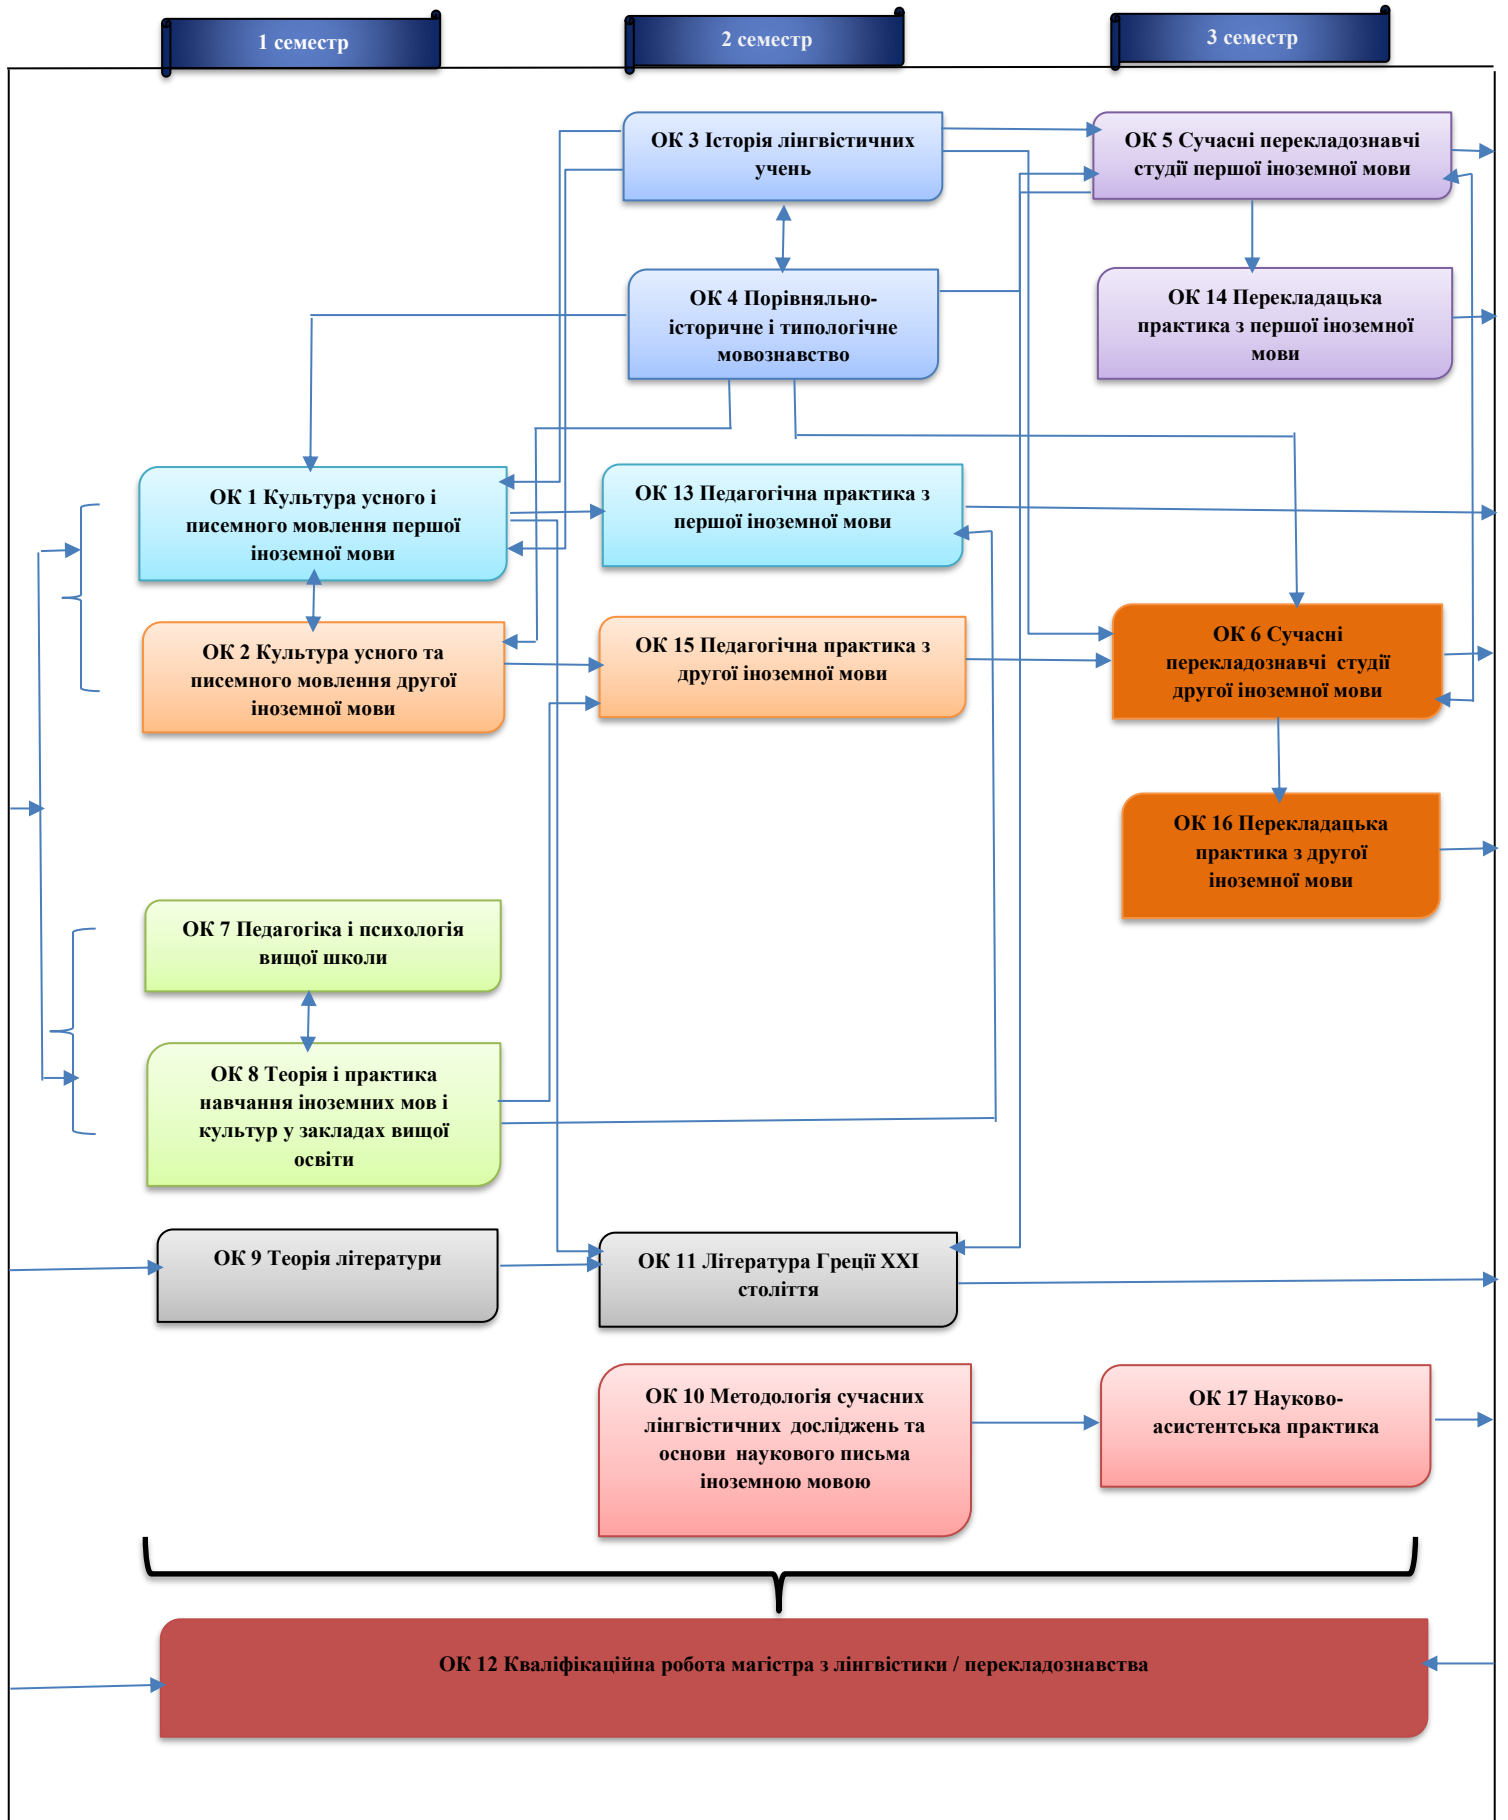 1 семестр
2 семестр
3 семестр
ОК 3 Історія лінгвістичних
учень
ОК 5 Сучасні перекладознавчі
студії першої іноземної мови
ОК 4 Порівняльно-
історичне і типологічне
мовознавство
ОК 14 Перекладацька
практика з першої іноземної
мови
ОК 1 Культура усного і
писемного мовлення першої
іноземної мови
ОК 13 Педагогічна практика з
першої іноземної мови
ОК 2 Культура усного та
писемного мовлення другої
іноземної мови
ОК 15 Педагогічна практика з
другої іноземної мови
ОК 6 Сучасні
перекладознавчі студії
другої іноземної мови
ОК 16 Перекладацька
практика з другої
іноземної мови
ОК 7 Педагогіка і психологія
вищої школи
ОК 8 Теорія і практика
навчання іноземних мов і
культур у закладах вищої
освіти
ОК 9 Теорія літератури
ОК 11 Література Греції ХХІ
століття
ОК 10 Методологія сучасних
лінгвістичних досліджень та
основи наукового письма
іноземною мовою
ОК 17 Науково-
асистентська практика
ОК 12 Кваліфікаційна робота магістра з лінгвістики / перекладознавства